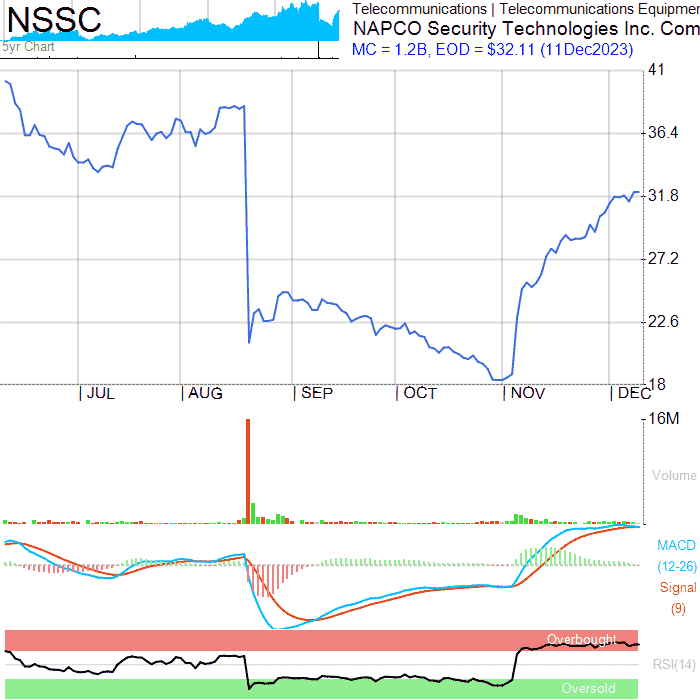 NSSC
5yr Chart
Telecommunications | Telecommunications Equipmen
NAPCO Security Technologies Inc. Com
MC = 1.2B, EOD = $32.11 (11Dec2023)
41
36.4
31.8
27.2
22.6
18
JUL AUG SEP OCT NOV DEC
16M
Volume
MACD
(12-26)
Signal
(9)
Overbought
RSI(14)
Oversold